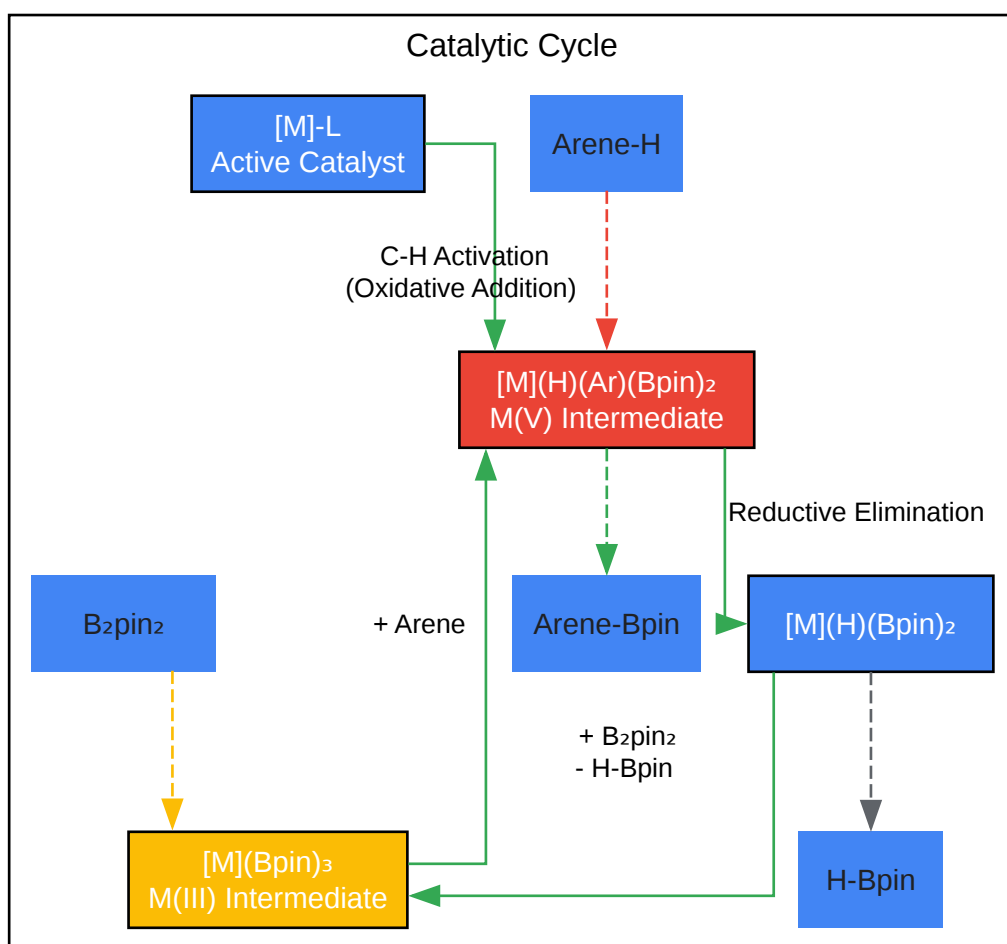 Catalytic Cycle
[M]-L
Active Catalyst
Arene-H
C-H Activation
(Oxidative Addition)
[M](H)(Ar)(Bpin)₂
M(V) Intermediate
Reductive Elimination
B₂pin₂
+ Arene
Arene-Bpin
[M](H)(Bpin)₂
+ B₂pin₂
- H-Bpin
[M](Bpin)₃
M(III) Intermediate
H-Bpin